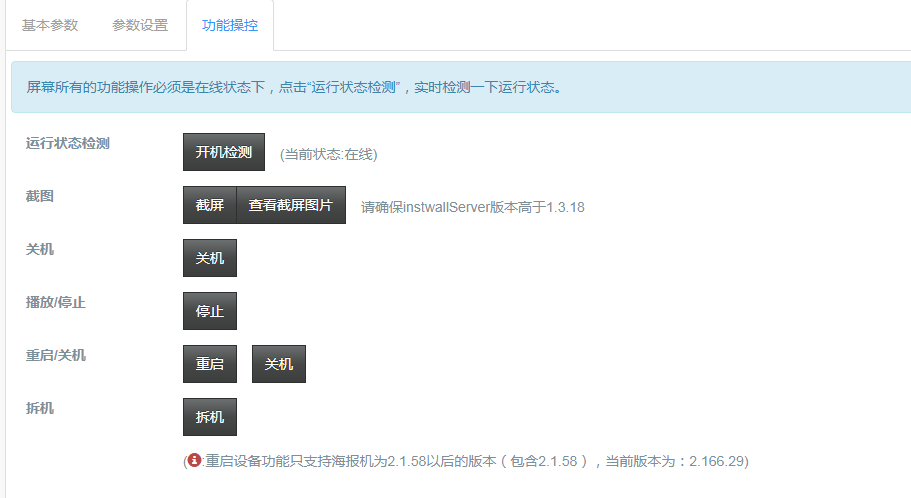 基本参数 参数设置 功能操控
屏幕所有的功能操作必须是在线状态下，点击“运行状态检测”，实时检测一下运行状态。
运行状态检测 开机检测 (当前状态:在线)
截图 截屏 查看截屏图片 请确保instwallServer版本高于1.3.18
关机 关机
播放/停止 停止
重启/关机 重启 关机
拆机 拆机
(:重启设备功能只支持海报机为2.1.58以后的版本（包含2.1.58），当前版本为：2.166.29)